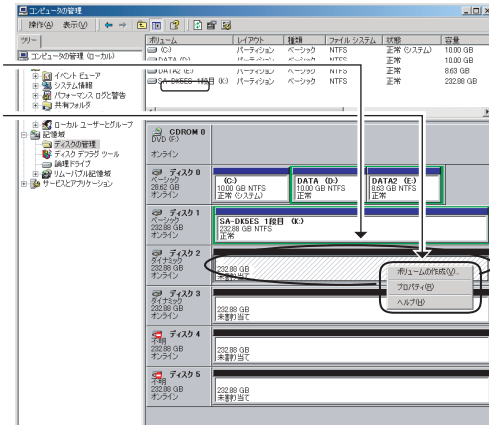 コンピュータの管理
操作(A) 表示(V)
ツリー
コンピュータの管理 (ローカル)
イベント ビューア
システム情報
パフォーマンス ログと警告
共有フォルダ
ローカル ユーザーとグループ
記憶域
ディスクの管理
ディスク デフラグ ツール
論理ドライブ
リムーバブル記憶域
サービスとアプリケーション
ボリューム レイアウト 種類 ファイル システム 状態 容量
(C:) パーティション ベーシック NTFS 正常 (システム) 10.00 GB
DATA (D:) パーティション ベーシック NTFS 正常 10.00 GB
DATA2 (E:) パーティション ベーシック NTFS 正常 8.63 GB
SA-DK5ES 1段目 (K:) パーティション ベーシック NTFS 正常 232.88 GB
CDROM 0
DVD (F:)
オンライン
ディスク 0
ベーシック
28.62 GB
オンライン
(C:)
10.00 GB NTFS
正常 (システム)
DATA (D:)
10.00 GB NTFS
正常
DATA2 (E:)
8.63 GB NTFS
正常
ディスク 1
ベーシック
232.88 GB
オンライン
SA-DK5ES 1段目 (K:)
232.88 GB NTFS
正常
ディスク 2
ダイナミック
232.88 GB
オンライン
232.88 GB
未割り当て
ボリュームの作成(V)...
プロパティ(R)
ヘルプ(H)
ディスク 3
ダイナミック
232.88 GB
オンライン
232.88 GB
未割り当て
ディスク 4
不明
232.88 GB
オンライン
232.88 GB
未割り当て
ディスク 5
不明
232.88 GB
オンライン
232.88 GB
未割り当て